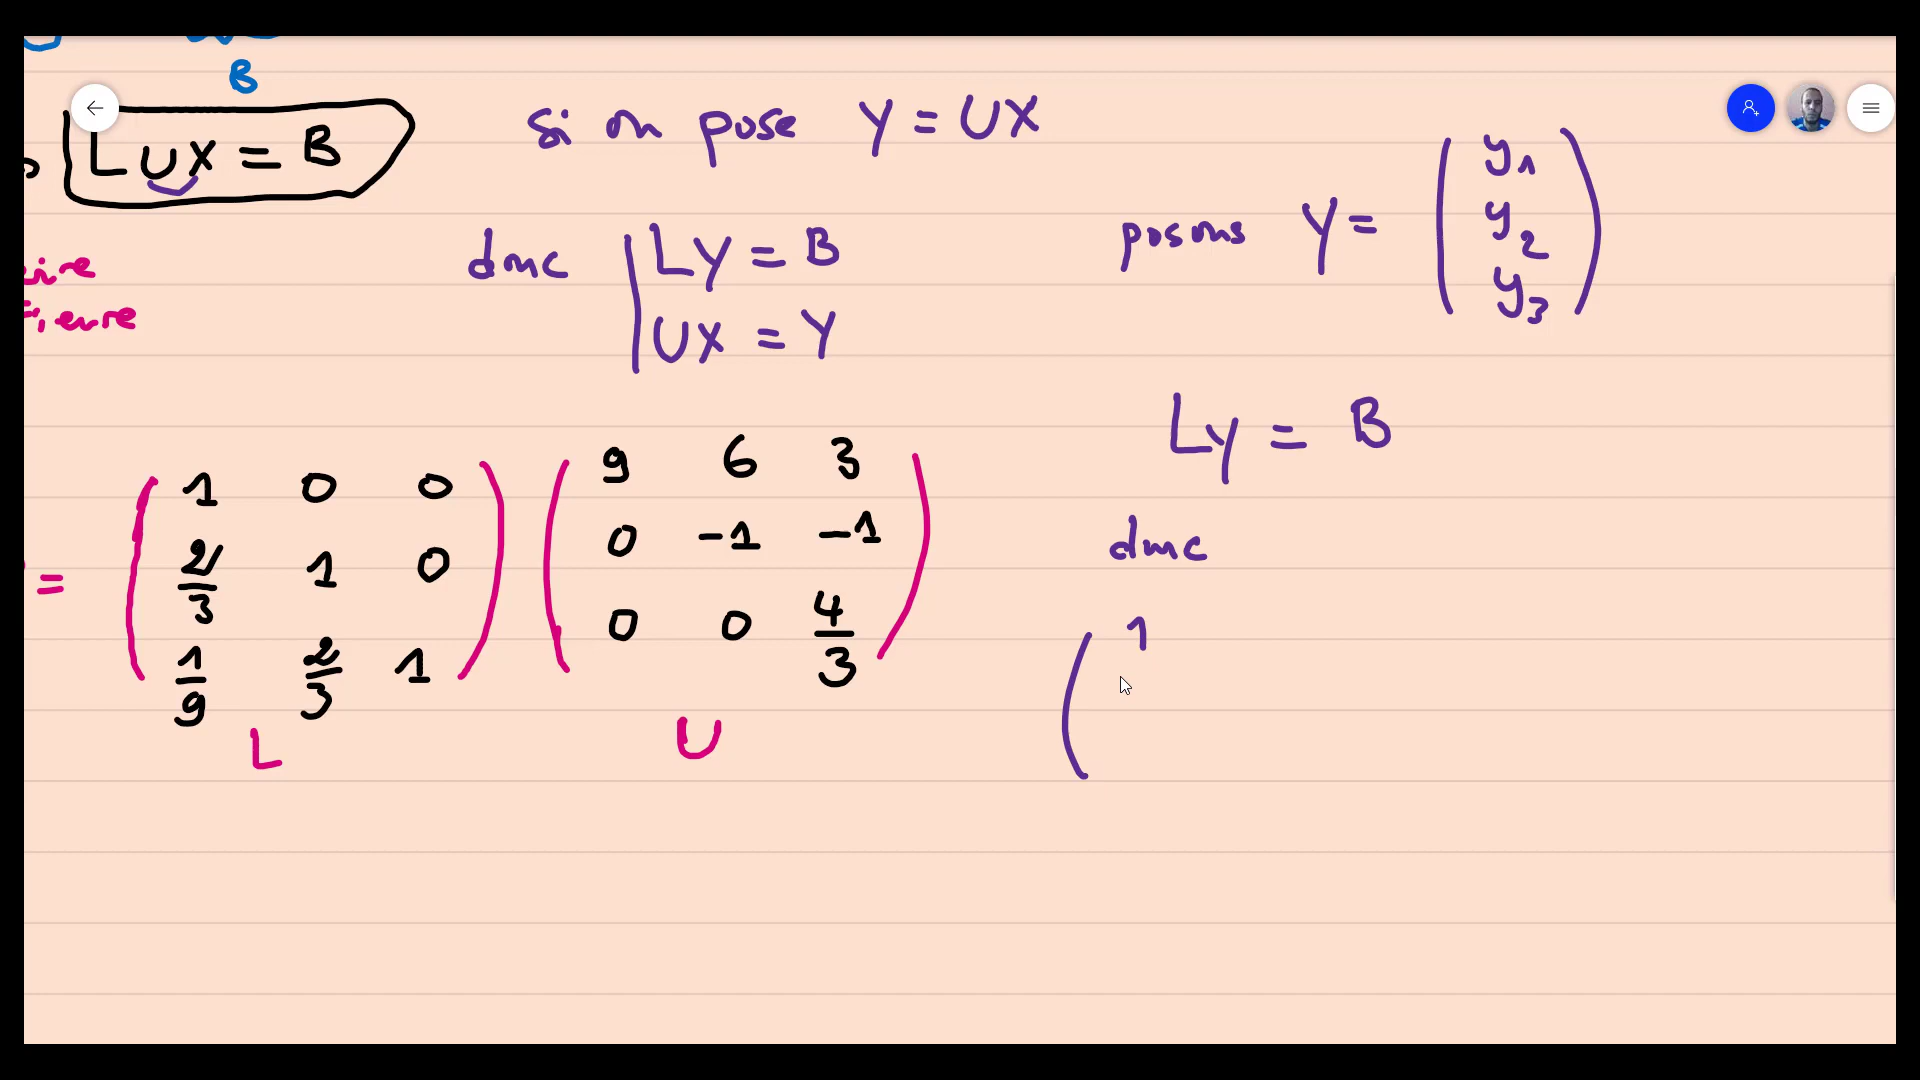 B
L U X = B
si on pose Y = UX
donc | LY = B
| UX = Y
posons Y = ( y1
y2
y3 )
= ( 1 0 0
2/3 1 0
1/9 2/3 1 )
L
( 9 6 3
0 -1 -1
0 0 4/3 )
U
LY = B
donc
( 1